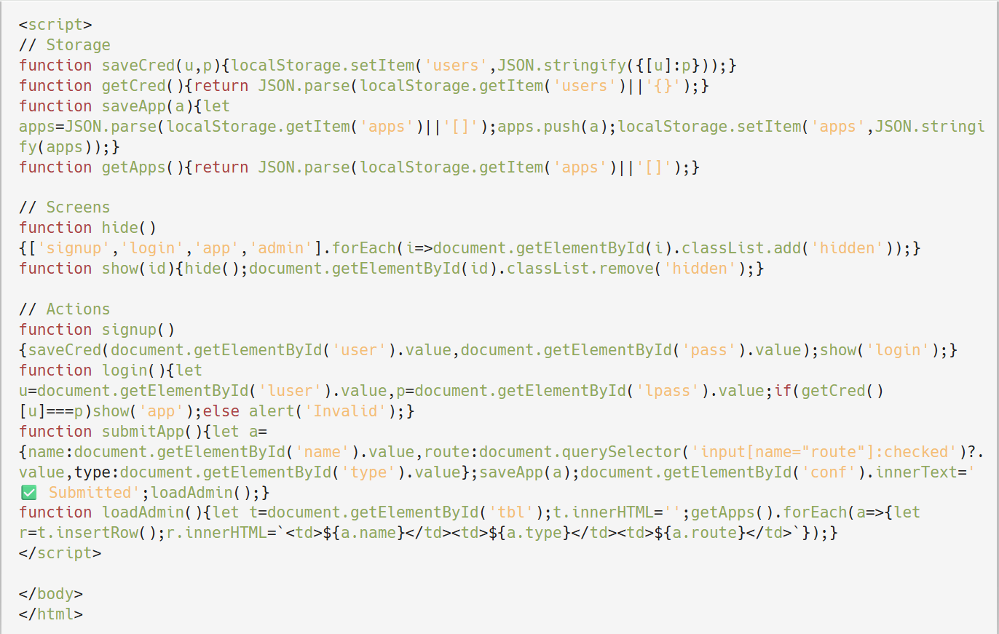 <script>
// Storage
function saveCred(u,p){localStorage.setItem('users',JSON.stringify({[u]:p}));}
function getCred(){return JSON.parse(localStorage.getItem('users')||'{}');}
function saveApp(a){let
apps=JSON.parse(localStorage.getItem('apps')||'[]');apps.push(a);localStorage.setItem('apps',JSON.stringi
fy(apps));}
function getApps(){return JSON.parse(localStorage.getItem('apps')||'[]');}

// Screens
function hide()
{['signup','login','app','admin'].forEach(i=>document.getElementById(i).classList.add('hidden'));}
function show(id){hide();document.getElementById(id).classList.remove('hidden');}

// Actions
function signup()
{saveCred(document.getElementById('user').value,document.getElementById('pass').value);show('login');}
function login(){let
u=document.getElementById('luser').value,p=document.getElementById('lpass').value;if(getCred()
[u]===p)show('app');else alert('Invalid');}
function submitApp(){let a=
{name:document.getElementById('name').value,route:document.querySelector('input[name="route"]:checked')?.
value,type:document.getElementById('type').value};saveApp(a);document.getElementById('conf').innerText='
✅ Submitted';loadAdmin();}
function loadAdmin(){let t=document.getElementById('tbl');t.innerHTML='';getApps().forEach(a=>{let
r=t.insertRow();r.innerHTML=`<td>${a.name}</td><td>${a.type}</td><td>${a.route}</td>`});}
</script>

</body>
</html>